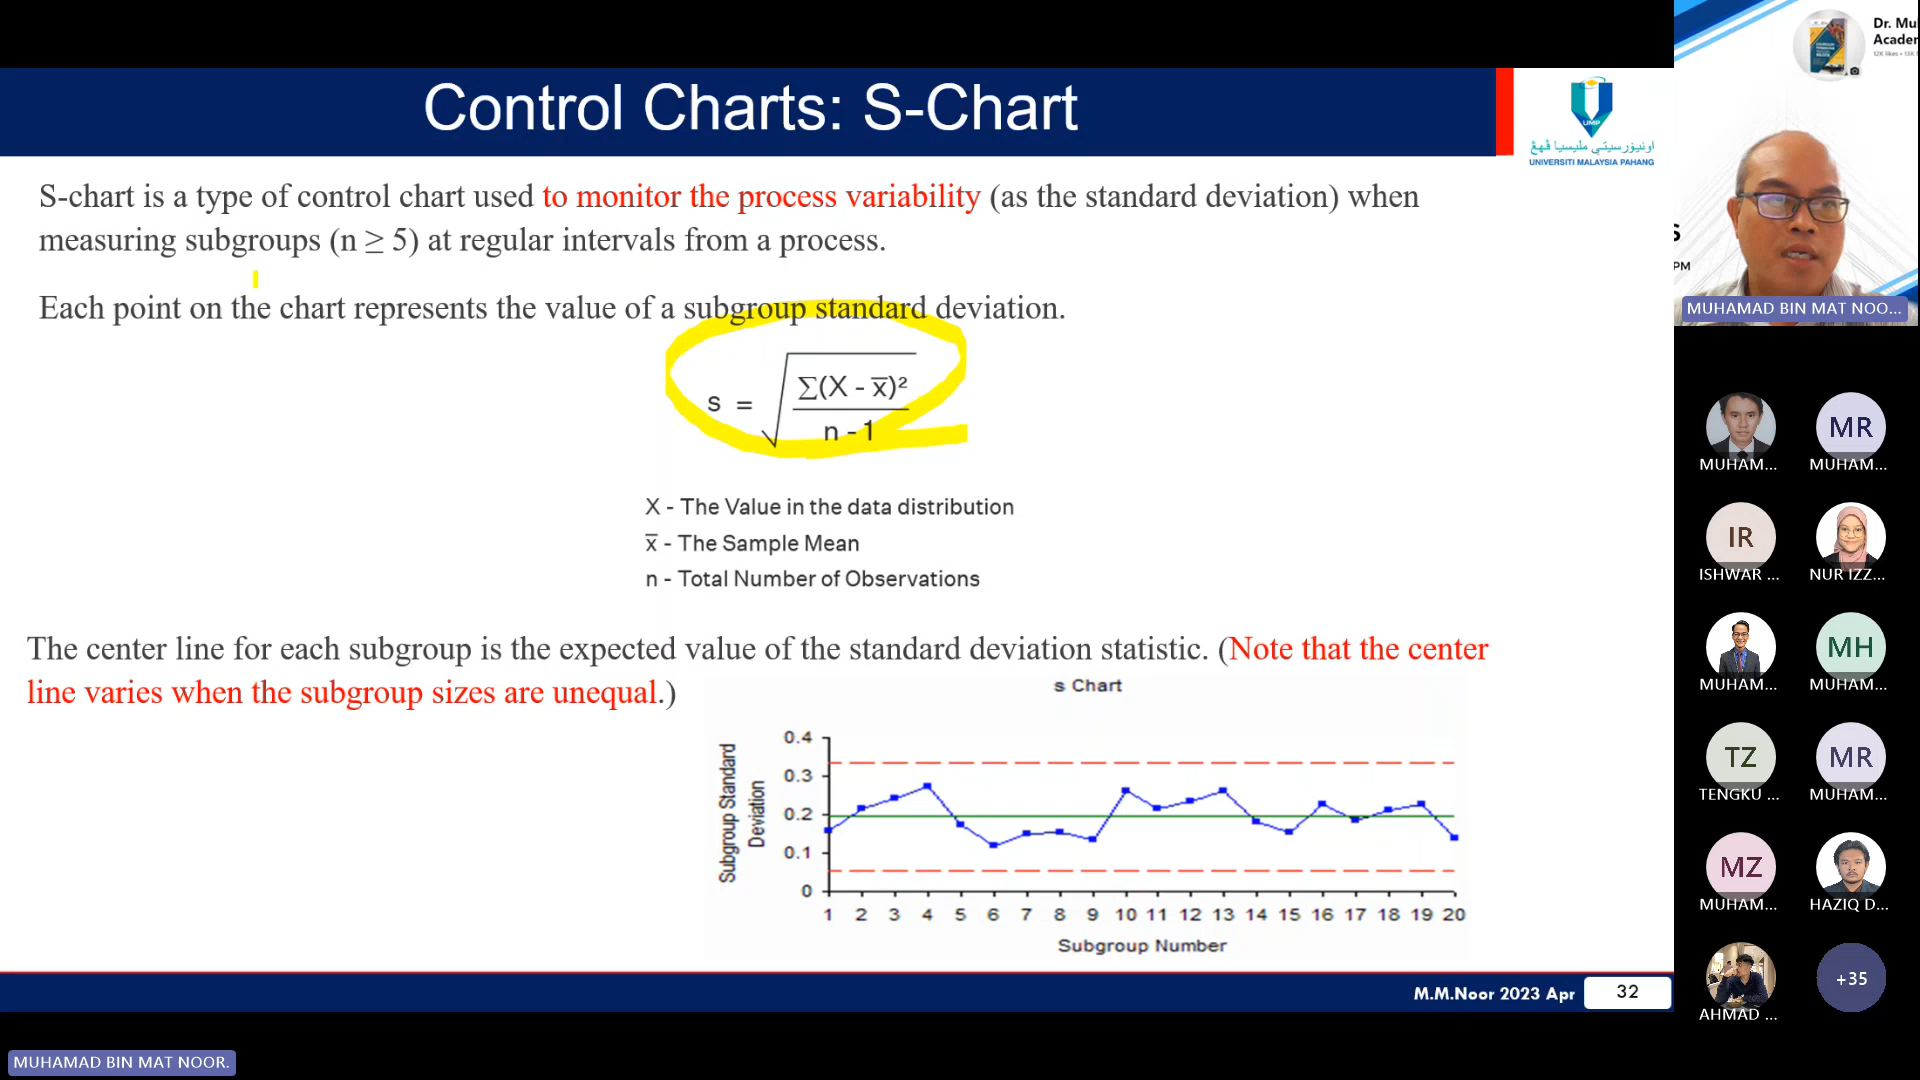 Control Charts: S-Chart
UMP
اونيۏرسيتي مليسيا ڤهڠ
UNIVERSITI MALAYSIA PAHANG
S-chart is a type of control chart used to monitor the process variability (as the standard deviation) when
measuring subgroups (n ≥ 5) at regular intervals from a process.
Each point on the chart represents the value of a subgroup standard deviation.
s = √ ∑(X - x̅)²
n - 1
X - The Value in the data distribution
x̅ - The Sample Mean
n - Total Number of Observations
The center line for each subgroup is the expected value of the standard deviation statistic. (Note that the center
line varies when the subgroup sizes are unequal.)
s Chart
Subgroup Standard
Deviation
0.4
0.3
0.2
0.1
0
1 2 3 4 5 6 7 8 9 10 11 12 13 14 15 16 17 18 19 20
Subgroup Number
M.M.Noor 2023 Apr
32
Dr. Mu
Acader
S
PM
MUHAMAD BIN MAT NOO...
MUHAM...
MR
MUHAM...
IR
ISHWAR ...
NUR IZZ...
MUHAM...
MH
MUHAM...
TZ
TENGKU ...
MR
MUHAM...
MZ
MUHAM...
HAZIQ D...
AHMAD ...
+35
MUHAMAD BIN MAT NOOR.